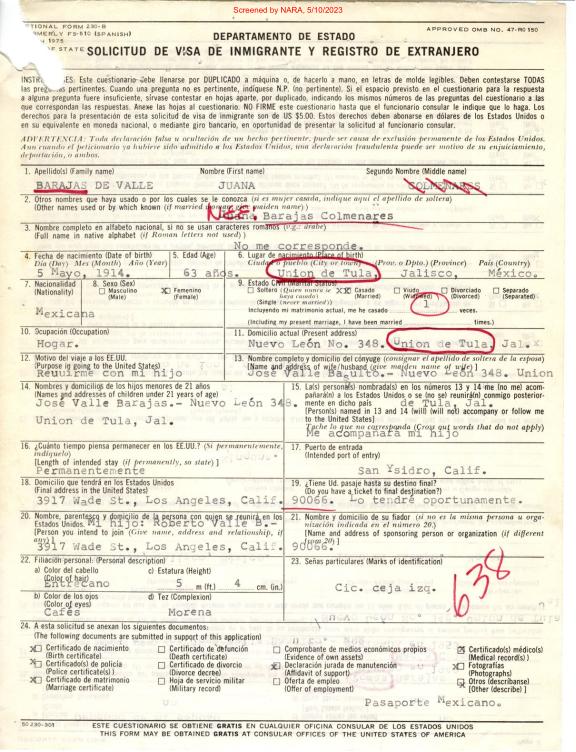 Screened by NARA, 5/10/2023
OPTIONAL FORM 230-B
FORMERLY FS-510 (SPANISH)
1975
OF STATE
DEPARTAMENTO DE ESTADO
APPROVED OMB NO. 47-R0150
SOLICITUD DE VISA DE INMIGRANTE Y REGISTRO DE EXTRANJERO
INSTRUCCIONES: Este cuestionario debe llenarse por DUPLICADO a máquina o, de hacerlo a mano, en letras de molde legibles. Deben contestarse TODAS
las preguntas pertinentes. Cuando una pregunta no es pertinente, indíquese N.P. (no pertinente). Si el espacio previsto en el cuestionario para la respuesta
a alguna pregunta fuere insuficiente, sírvase contestar en hojas aparte, por duplicado, indicando los mismos números de las preguntas del cuestionario a las
que correspondan las respuestas. Anexe las hojas al cuestionario. NO FIRME este cuestionario hasta que el funcionario consular le indique que lo haga. Los
derechos para la presentación de esta solicitud de visa de inmigrante son de US $5.00. Estos derechos deben abonarse en dólares de los Estados Unidos o
en su equivalente en moneda nacional, o mediante giro bancario, en oportunidad de presentar la solicitud al funcionario consular.
ADVERTENCIA: Toda declaración falsa u ocultación de un hecho pertinente, puede ser causa de exclusión permanente de los Estados Unidos.
Aun cuando el peticionario ya hubiere sido admitido a los Estados Unidos, una declaración fraudulenta puede ser motivo de su enjuiciamiento,
deportación, o ambos.
1. Apellido(s) (Family name) Nombre (First name) Segundo Nombre (Middle name)
BARAJAS DE VALLE JUANA
2. Otros nombres que haya usado o por los cuales se le conozca (si es mujer casada, indique aquí el apellido de soltera)
(Other names used or by which known (if married woman, give maiden name))
NEE: Juana Barajas Colmenares
3. Nombre completo en alfabeto nacional, si no se usan caracteres romanos (v.g.: árabe)
(Full name in native alphabet (if Roman letters not used))
No me corresponde.
4. Fecha de nacimiento (Date of birth) 5. Edad (Age) 6. Lugar de nacimiento (Place of birth)
Día (Day) Mes (Month) Año (Year) Ciudad o pueblo (City or town) (Prov. o Dpto.) (Province) País (Country)
5 Mayo, 1914. 63 años. Union de Tula, Jalisco, México.
7. Nacionalidad 8. Sexo (Sex) 9. Estado Civil (Marital Status)
(Nationality) Masculino XX Femenino Soltero (Quien nunca se haya casado) XX Casado Viudo Divorciado Separado
(Male) (Female) (Single (never married)) (Married) (Widowed) (Divorced) (Separated)
Mexicana
Incluyendo mi matrimonio actual, me he casado 1 veces.
(Including my present marriage, I have been married times.)
10. Ocupación (Occupation) 11. Domicilio actual (Present address)
Hogar. Nuevo León No. 348. Union de Tula, Jal.
12. Motivo del viaje a los EE.UU. 13. Nombre completo y domicilio del cónyuge (consignar el apellido de soltera de la esposa)
(Purpose in going to the United States) [Name and address of wife/husband (give maiden name of wife)]
Reuuirme con mi hijo José Valle Basulto.- Nuevo León 348. Union
de Tula, Jal.
14. Nombres y domicilios de los hijos menores de 21 años
(Names and addresses of children under 21 years of age)
José Valle Barajas.- Nuevo León 348.
Union de Tula, Jal.
15. La(s) persona(s) nombrada(s) en los números 13 y 14 me (no me) acom-
pañará(n) a los Estados Unidos, o se (no se) reunirá(n) conmigo posterior-
mente en dicho país
[Person(s) named in 13 and 14 (will) (will not) accompany or follow me
to the United States]
Tache lo que no corresponda (Cross out words that do not apply)
Me acompañara mi hijo
16. ¿Cuánto tiempo piensa permanecer en los EE.UU.? (Si permanentemente,
indíquelo)
[Length of intended stay (if permanently, so state)]
Permanentemente
17. Puerto de entrada
(Intended port of entry)
San Ysidro, Calif.
18. Domicilio que tendrá en los Estados Unidos
(Final address in the United States)
3917 Wade St., Los Angeles, Calif. 90066.
19. ¿Tiene Ud. pasaje hasta su destino final?
(Do you have a ticket to final destination?)
Lo tendré oportunamente.
20. Nombre, parentesco y domicilio de la persona con quien se reunirá en los
Estados Unidos. Mi hijo: Roberto Valle B.-
[Person you intend to join (Give name, address and relationship, if
any)]
3917 Wade St., Los Angeles, Calif. 90066.
21. Nombre y domicilio de su fiador (si no es la misma persona u orga-
nización indicada en el número 20.)
[Name and address of sponsoring person or organization (if different
from 20)]
22. Filiación personal: (Personal description)
a) Color del cabello c) Estatura (Height)
(Color of hair)
Entrecano 5 m (ft.) 4 cm. (in.)
b) Color de los ojos d) Tez (Complexion)
(Color of eyes)
Cafés Morena
23. Señas particulares (Marks of identification)
Cic. ceja izq.
638
24. A esta solicitud se anexan los siguientes documentos:
(The following documents are submitted in support of this application)
X Certificado de nacimiento
(Birth certificate)
X Certificado(s) de policía
(Police certificate(s))
X Certificado de matrimonio
(Marriage certificate)
Certificado de defunción
(Death certificate)
Certificado de divorcio
(Divorce decree)
Hoja de servicio militar
(Military record)
Comprobante de medios económicos propios
(Evidence of own assets)
X Declaración jurada de manutención
(Affidavit of support)
Oferta de empleo
(Offer of employment)
X Certificado(s) médico(s)
(Medical record(s))
X Fotografías
(Photographs)
X Otros (descríbanse)
[Other (describe)]
Pasaporte Mexicano.
50 230-301
ESTE CUESTIONARIO SE OBTIENE GRATIS EN CUALQUIER OFICINA CONSULAR DE LOS ESTADOS UNIDOS
THIS FORM MAY BE OBTAINED GRATIS AT CONSULAR OFFICES OF THE UNITED STATES OF AMERICA